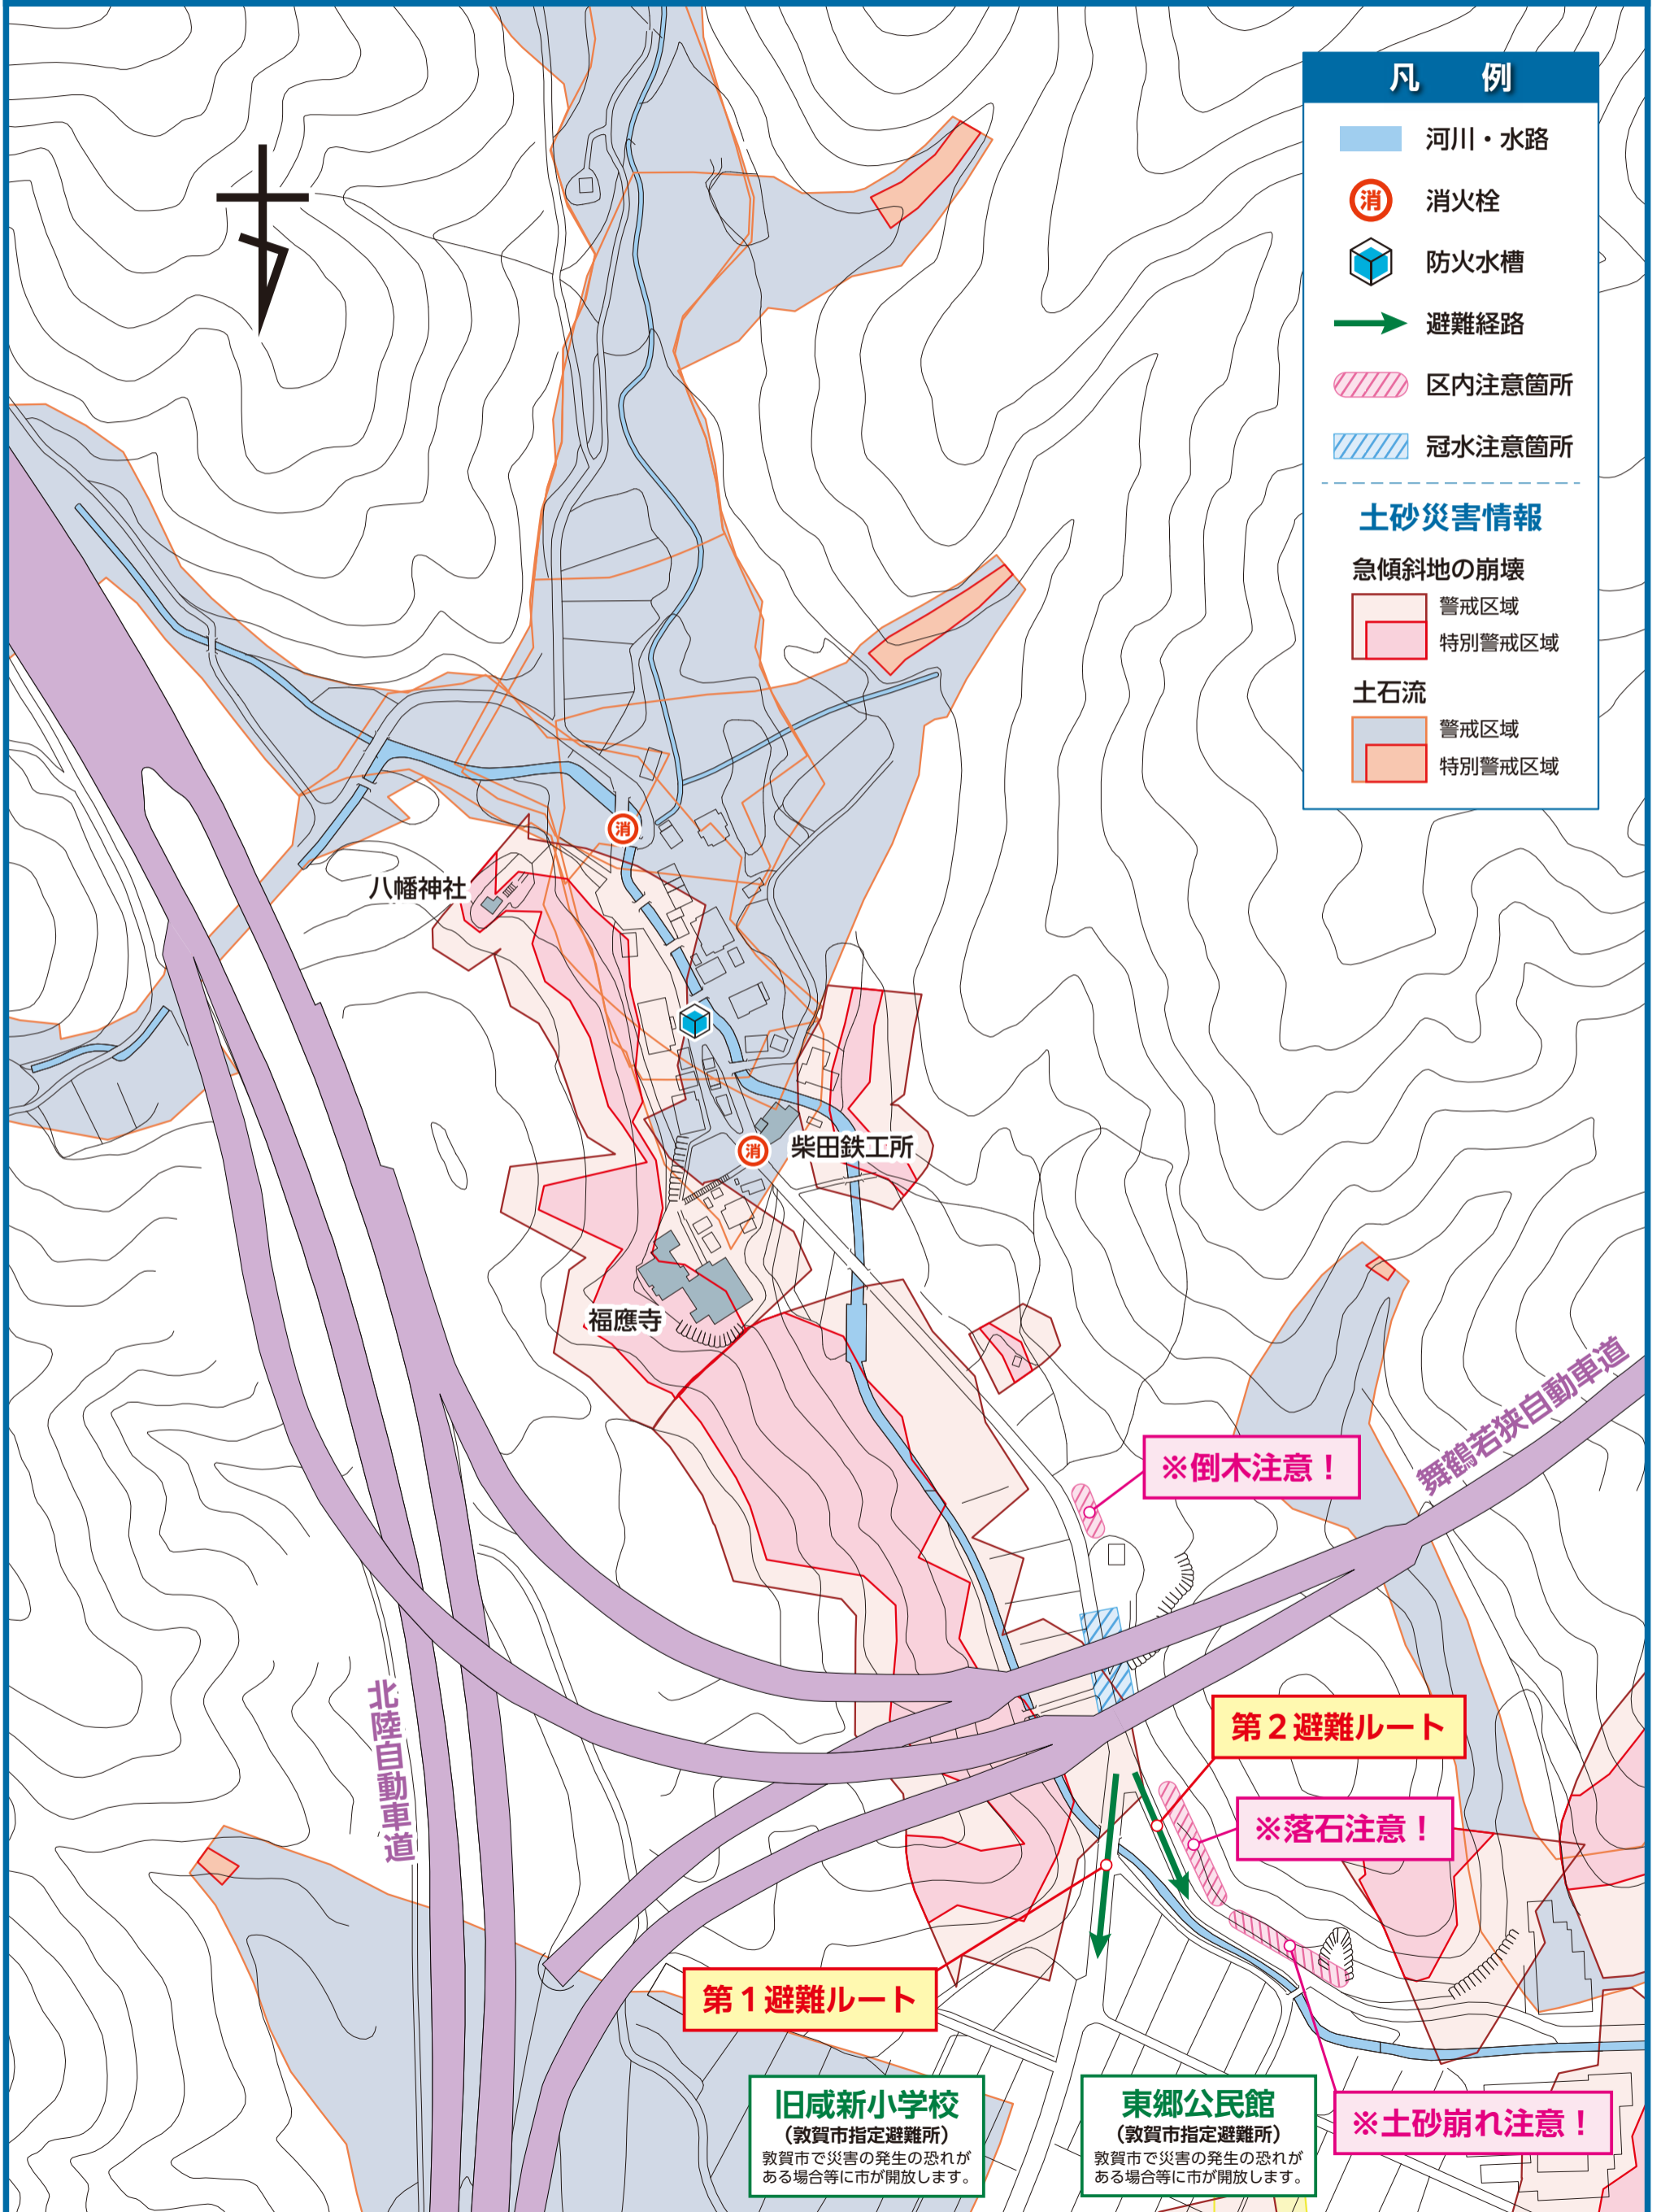 凡 例
河川・水路
消 消火栓
防火水槽
避難経路
区内注意箇所
冠水注意箇所
土砂災害情報
急傾斜地の崩壊
警戒区域
特別警戒区域
土石流
警戒区域
特別警戒区域
消
八幡神社
消
柴田鉄工所
福應寺
舞鶴若狭自動車道
※倒木注意！
北陸自動車道
第２避難ルート
※落石注意！
第１避難ルート
旧咸新小学校
（敦賀市指定避難所）
敦賀市で災害の発生の恐れが
ある場合等に市が開放します。
東郷公民館
（敦賀市指定避難所）
敦賀市で災害の発生の恐れが
ある場合等に市が開放します。
※土砂崩れ注意！